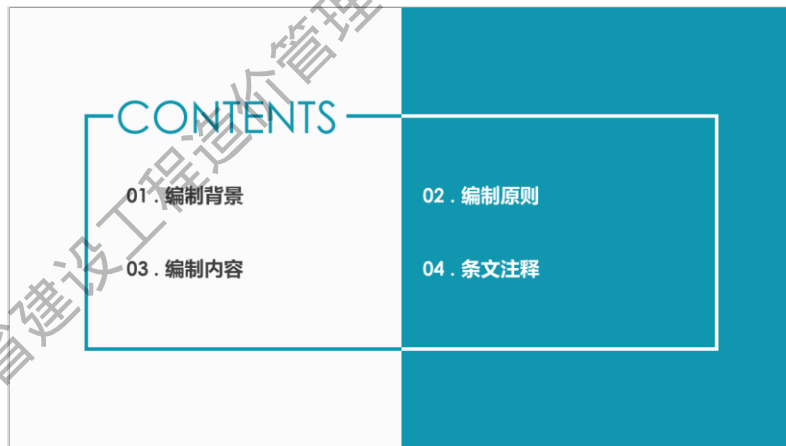 CONTENTS
01 . 编制背景
02 . 编制原则
03 . 编制内容
04 . 条文注释
省建设工程造价管理